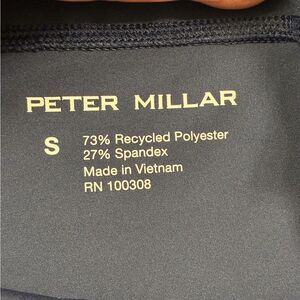 PETER MILLAR
S
73% Recycled Polyester
27% Spandex
Made in Vietnam
RN 100308